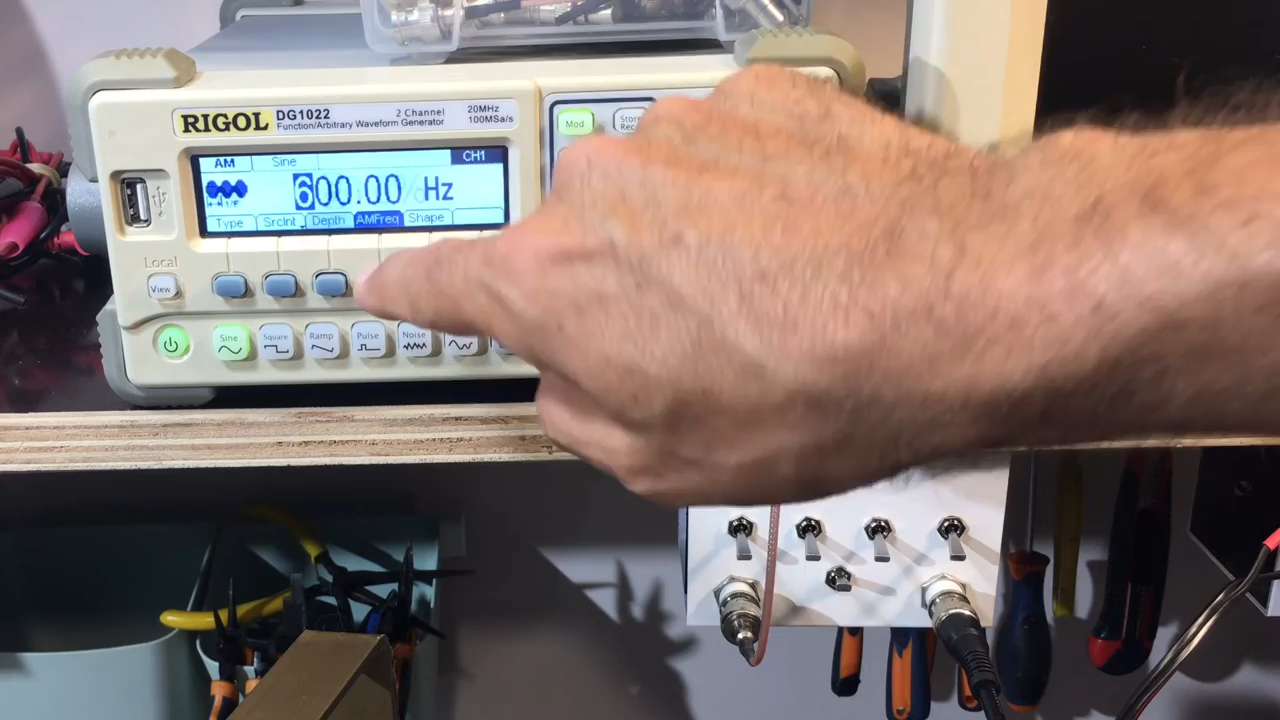 RIGOL DG1022 2 Channel 20MHz
Function/Arbitrary Waveform Generator 100MSa/s
AM Sine CH1
600.00 Hz
Type SrcInt Depth AMFreq Shape
Mod
Local
View
Sine Square Ramp Pulse Noise